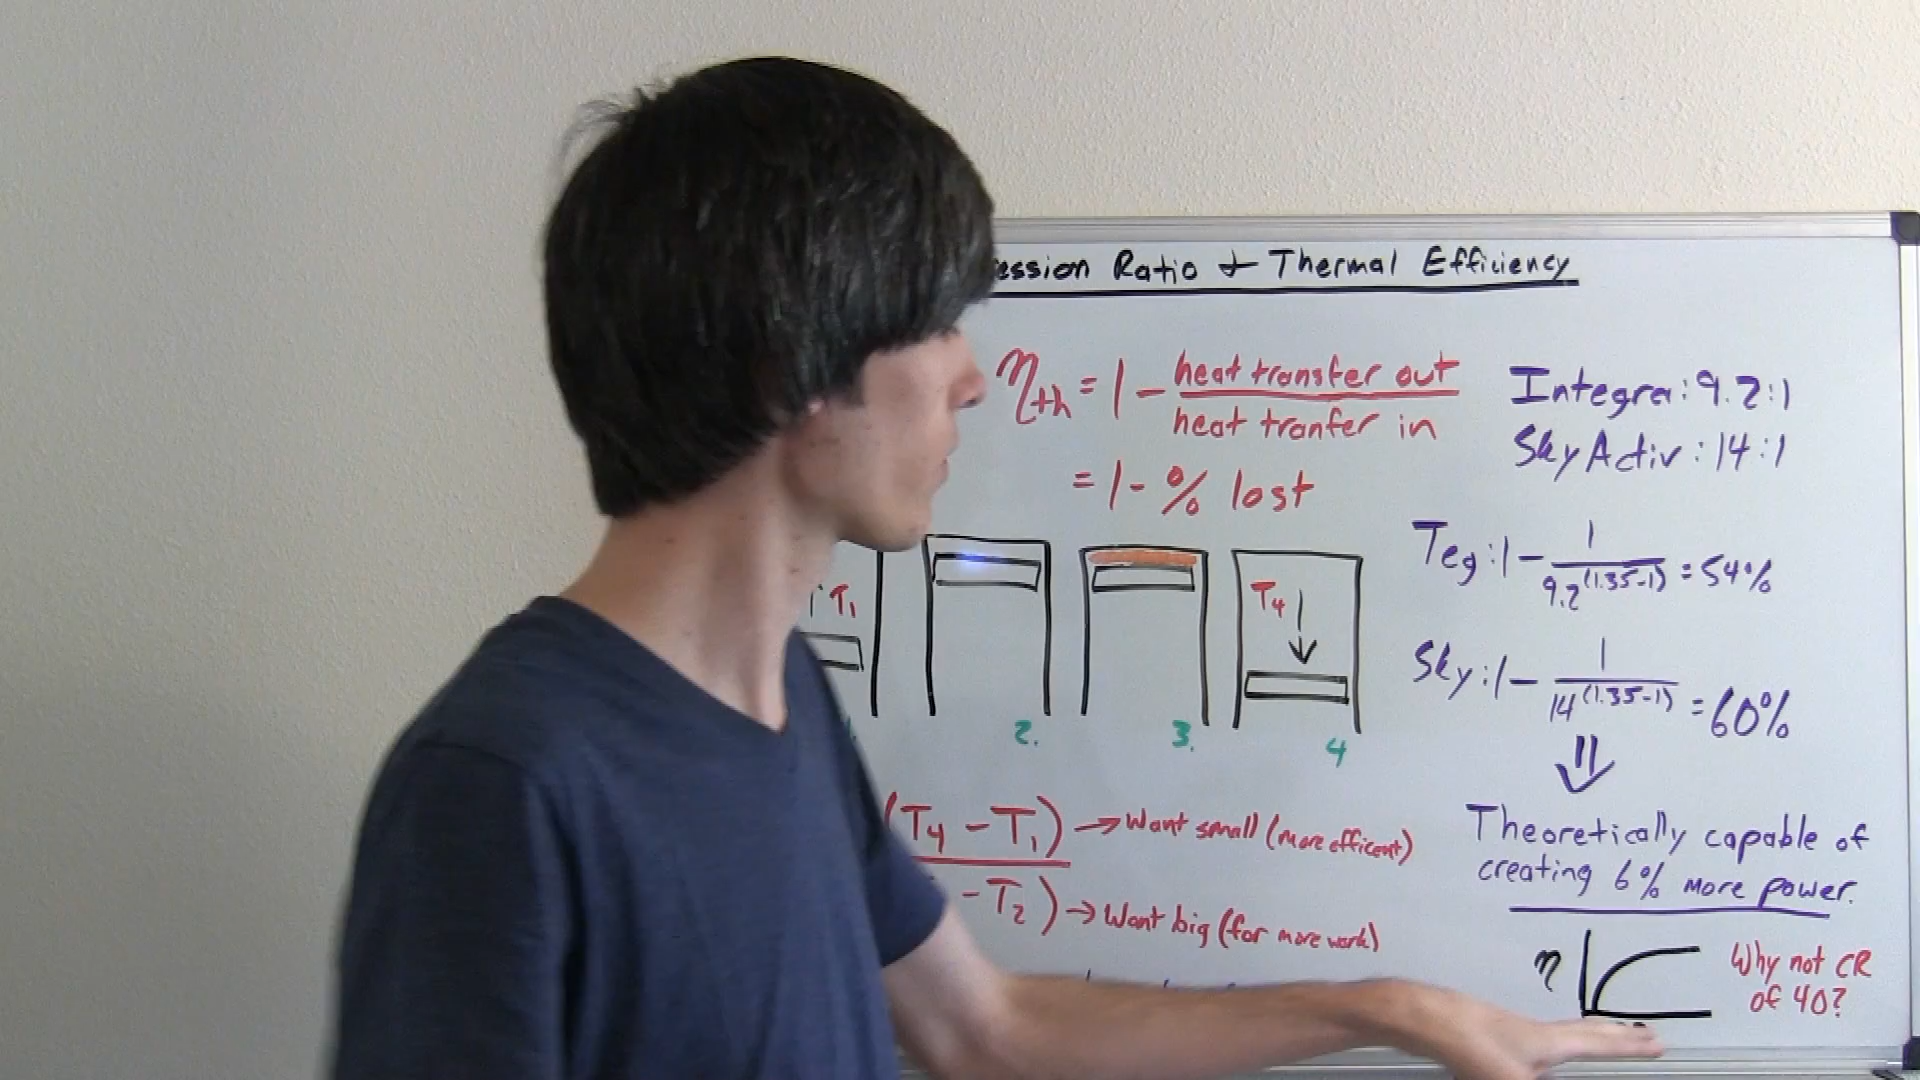 ession Ratio & Thermal Efficiency
ηth = 1 - heat transfer out
heat tranfer in
= 1 - % lost
Integra: 9.2:1
SkyActiv: 14:1
Teg: 1 - 1 / 9.2^(1.35-1) = 54%
Sky: 1 - 1 / 14^(1.35-1) = 60%
T1
T4
2.
3.
4
(T4 - T1) → Want small (more efficent)
- T2) → Want big (for more work)
Theoretically capable of
creating 6% more power.
η
Why not CR
of 40?